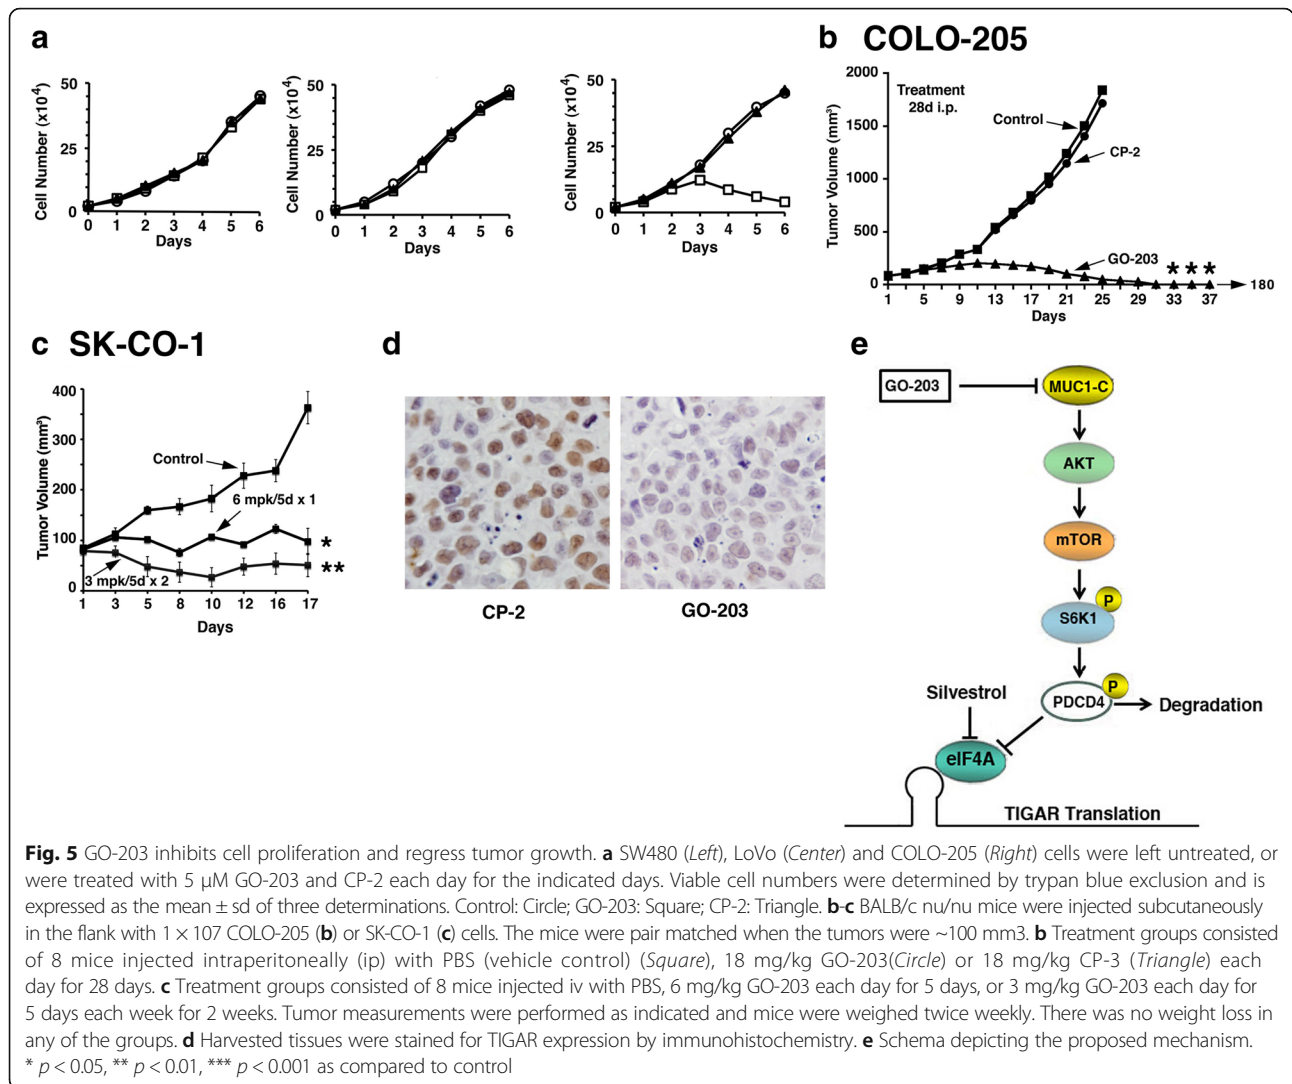 a
Cell Number (x10⁴)
50
25
0
0 1 2 3 4 5 6
Days
Cell Number (x10⁴)
50
25
0
0 1 2 3 4 5 6
Days
Cell Number (x10⁴)
50
25
0
0 1 2 3 4 5 6
Days
b COLO-205
Tumor Volume (mm³)
2000
1500
1000
500
0
Treatment
28d i.p.
Control
CP-2
GO-203
***
180
1 5 9 13 17 21 25 29 33 37
Days
c SK-CO-1
Tumor Volume (mm³)
400
300
200
100
0
Control
6 mpk/5d x 1
*
**
3 mpk/5d x 2
1 3 5 8 10 12 16 17
Days
d
CP-2
GO-203
e
GO-203
MUC1-C
AKT
mTOR
P
S6K1
P
PDCD4
Degradation
Silvestrol
eIF4A
TIGAR Translation
Fig. 5 GO-203 inhibits cell proliferation and regress tumor growth. a SW480 (Left), LoVo (Center) and COLO-205 (Right) cells were left untreated, or
were treated with 5 μM GO-203 and CP-2 each day for the indicated days. Viable cell numbers were determined by trypan blue exclusion and is
expressed as the mean ± sd of three determinations. Control: Circle; GO-203: Square; CP-2: Triangle. b-c BALB/c nu/nu mice were injected subcutaneously
in the flank with 1 × 107 COLO-205 (b) or SK-CO-1 (c) cells. The mice were pair matched when the tumors were ~100 mm3. b Treatment groups consisted
of 8 mice injected intraperitoneally (ip) with PBS (vehicle control) (Square), 18 mg/kg GO-203(Circle) or 18 mg/kg CP-3 (Triangle) each
day for 28 days. c Treatment groups consisted of 8 mice injected iv with PBS, 6 mg/kg GO-203 each day for 5 days, or 3 mg/kg GO-203 each day for
5 days each week for 2 weeks. Tumor measurements were performed as indicated and mice were weighed twice weekly. There was no weight loss in
any of the groups. d Harvested tissues were stained for TIGAR expression by immunohistochemistry. e Schema depicting the proposed mechanism.
* p < 0.05, ** p < 0.01, *** p < 0.001 as compared to control